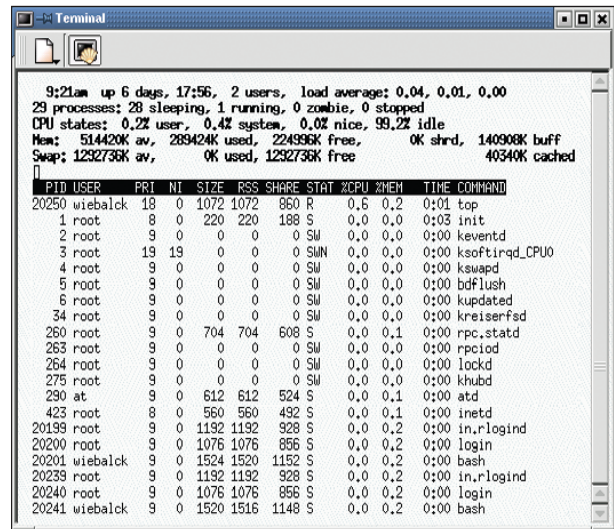 Terminal
9:21am up 6 days, 17:56, 2 users, load average: 0.04, 0.01, 0.00
29 processes: 28 sleeping, 1 running, 0 zombie, 0 stopped
CPU states: 0.2% user, 0.4% system, 0.0% nice, 99.2% idle
Mem: 514420K av, 289424K used, 224996K free, 0K shrd, 140908K buff
Swap: 1292736K av, 0K used, 1292736K free 40340K cached
PID USER PRI NI SIZE RSS SHARE STAT %CPU %MEM TIME COMMAND
20250 wiebalck 18 0 1072 1072 860 R 0.6 0.2 0:01 top
1 root 8 0 220 220 188 S 0.0 0.0 0:03 init
2 root 9 0 0 0 0 SW 0.0 0.0 0:00 keventd
3 root 19 19 0 0 0 SWN 0.0 0.0 0:00 ksoftirqd_CPU0
4 root 9 0 0 0 0 SW 0.0 0.0 0:00 kswapd
5 root 9 0 0 0 0 SW 0.0 0.0 0:00 bdflush
6 root 9 0 0 0 0 SW 0.0 0.0 0:00 kupdated
34 root 9 0 0 0 0 SW 0.0 0.0 0:00 kreiserfsd
260 root 9 0 704 704 608 S 0.0 0.1 0:00 rpc.statd
263 root 9 0 0 0 0 SW 0.0 0.0 0:00 rpciod
264 root 9 0 0 0 0 SW 0.0 0.0 0:00 lockd
275 root 9 0 0 0 0 SW 0.0 0.0 0:00 khubd
290 at 9 0 612 612 524 S 0.0 0.1 0:00 atd
423 root 8 0 560 560 492 S 0.0 0.1 0:00 inetd
20199 root 9 0 1192 1192 928 S 0.0 0.2 0:00 in.rlogind
20200 root 9 0 1076 1076 856 S 0.0 0.2 0:00 login
20201 wiebalck 9 0 1524 1520 1152 S 0.0 0.2 0:00 bash
20239 root 9 0 1192 1192 928 S 0.0 0.2 0:00 in.rlogind
20240 root 9 0 1076 1076 856 S 0.0 0.2 0:00 login
20241 wiebalck 9 0 1520 1516 1148 S 0.0 0.2 0:00 bash